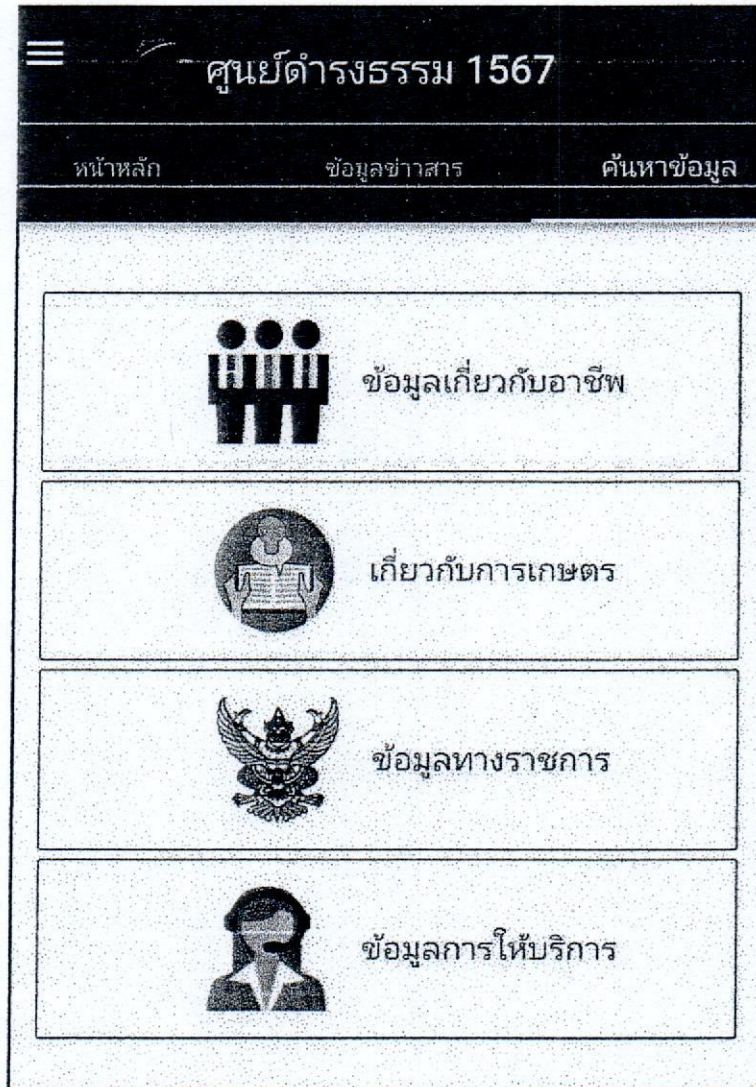 ศูนย์ดำรงธรรม 1567
หน้าหลัก ข้อมูลข่าวสาร ค้นหาข้อมูล
ข้อมูลเกี่ยวกับอาชีพ
เกี่ยวกับการเกษตร
ข้อมูลทางราชการ
ข้อมูลการให้บริการ